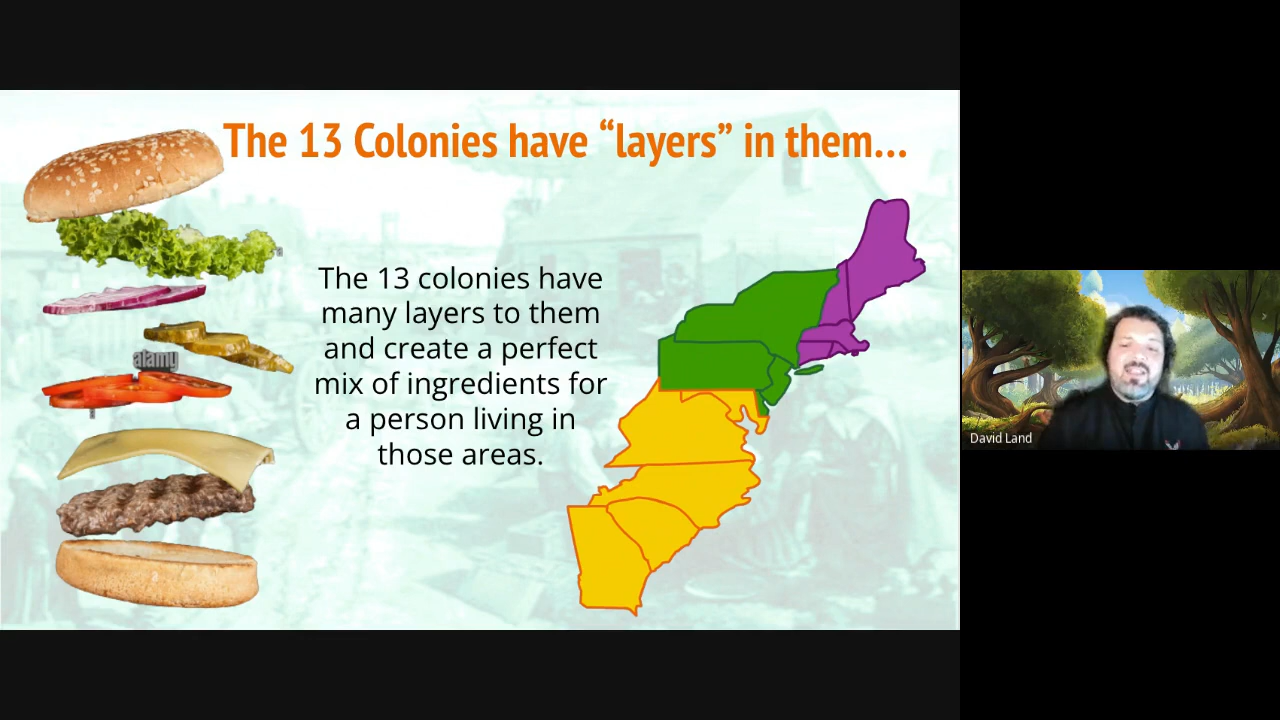 The 13 Colonies have “layers” in them...
The 13 colonies have
many layers to them
and create a perfect
mix of ingredients for
a person living in
those areas.
alamy
David Land